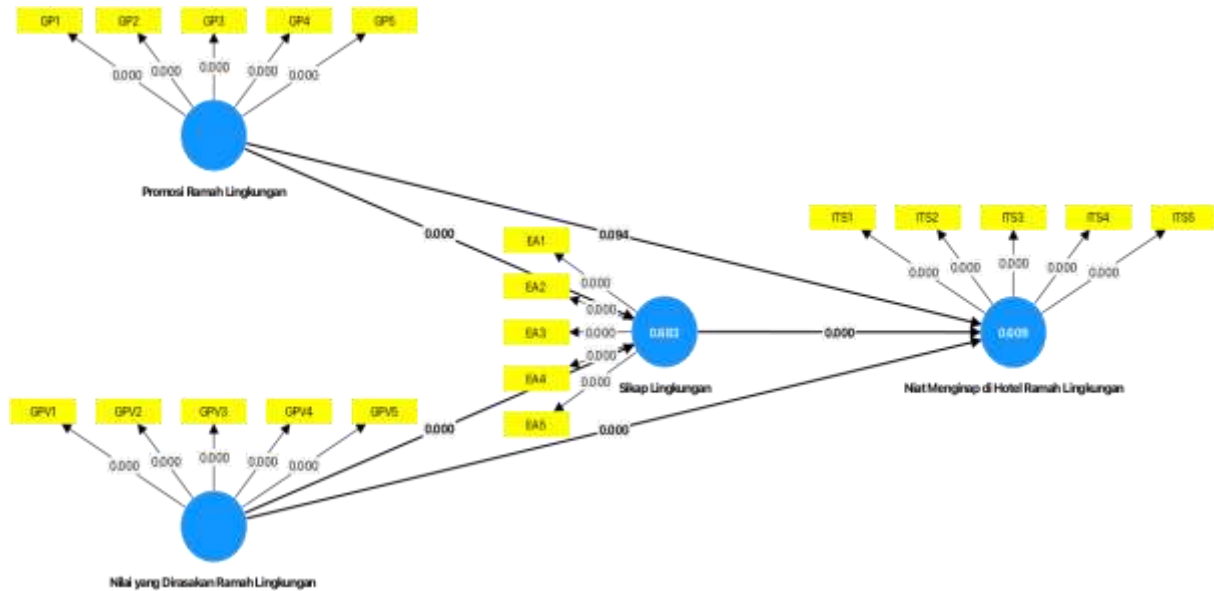 GP1 GP2 GP3 GP4 GP5
0.000 0.000 0.000 0.000 0.000
Promosi Ramah Lingkungan
ITS1 ITS2 ITS3 ITS4 ITS5
0.000 0.000 0.000 0.000 0.000
0.000
0.094
EA1
0.000
EA2
0.000
EA3
0.000
0.000
EA4
0.000
EA5
Sikap Lingkungan
0.000
Niat Menginap di Hotel Ramah Lingkungan
GPV1 GPV2 GPV3 GPV4 GPV5
0.000 0.000 0.000 0.000 0.000
0.000
0.000
Nilai yang Dirasakan Ramah Lingkungan